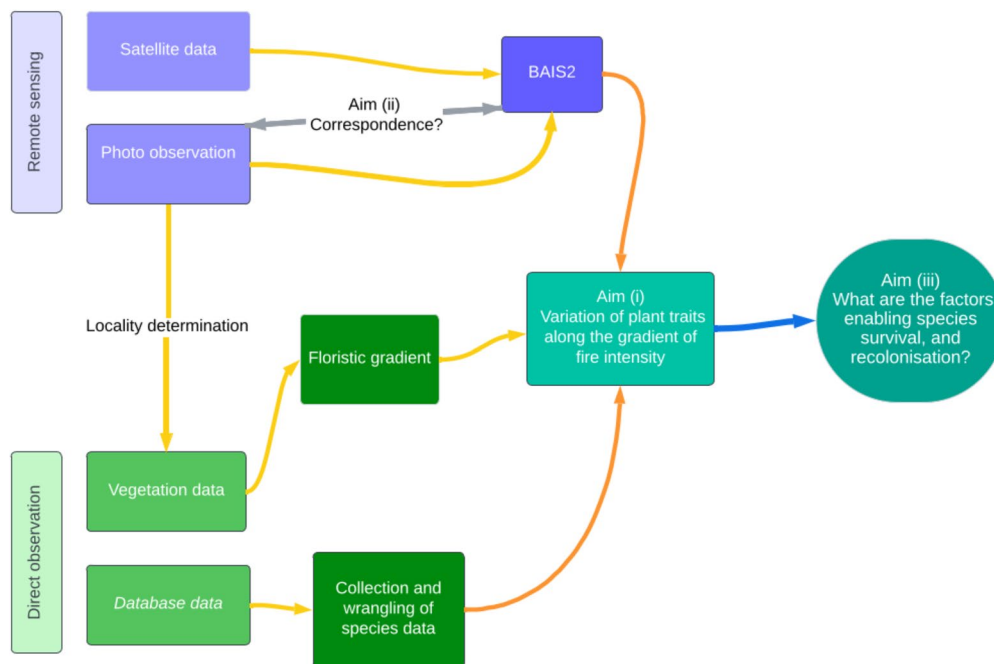 Remote sensing
Satellite data
BAIS2
Aim (ii)
Correspondence?
Photo observation
Locality determination
Floristic gradient
Aim (i)
Variation of plant traits
along the gradient of
fire intensity
Aim (iii)
What are the factors
enabling species
survival, and
recolonisation?
Direct observation
Vegetation data
Database data
Collection and
wrangling of
species data